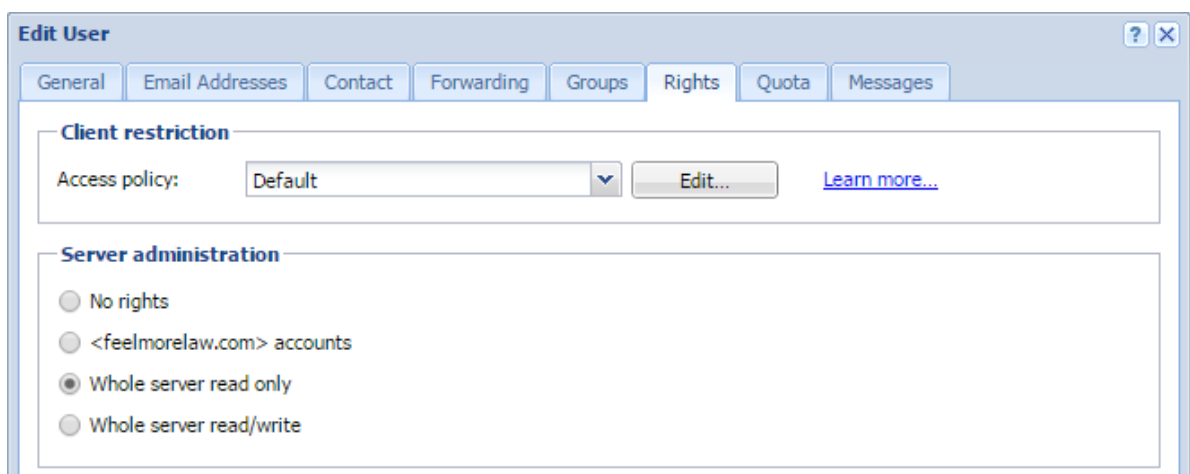 Edit User
General Email Addresses Contact Forwarding Groups Rights Quota Messages
Client restriction
Access policy: Default Edit... Learn more...
Server administration
No rights
<feelmorelaw.com> accounts
Whole server read only
Whole server read/write